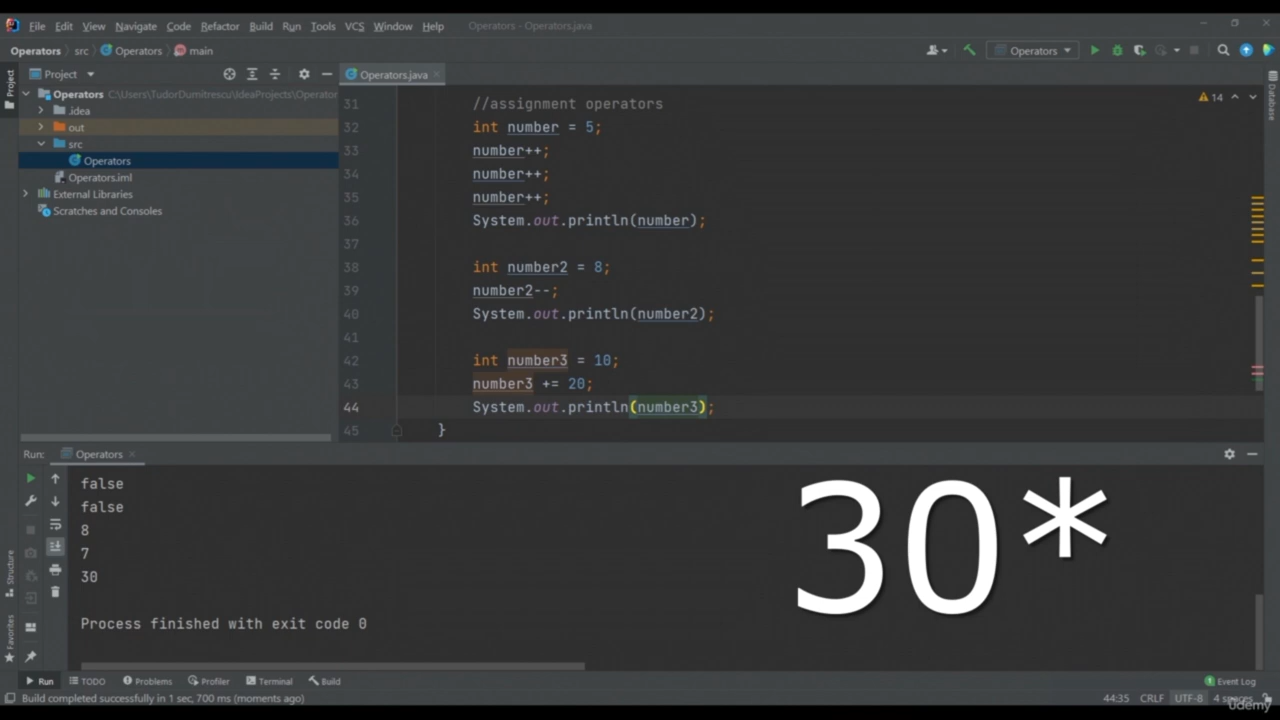 File Edit View Navigate Code Refactor Build Run Tools VCS Window Help Operators - Operators.java
Operators src Operators main Operators
Project Operators.java
Project
Operators C:\Users\TudorDumitrescu\IdeaProjects\Operator
.idea
out
src
Operators
Operators.iml
External Libraries
Scratches and Consoles
Database
14
31 //assignment operators
32 int number = 5;
33 number++;
34 number++;
35 number++;
36 System.out.println(number);
37
38 int number2 = 8;
39 number2--;
40 System.out.println(number2);
41
42 int number3 = 10;
43 number3 += 20;
44 System.out.println(number3);
45 }
Run: Operators
false
false
8
7
30
Process finished with exit code 0
30*
Structure
Favorites
Run TODO Problems Profiler Terminal Build Event Log
Build completed successfully in 1 sec, 700 ms (moments ago) 44:35 CRLF UTF-8 4 spaces
udemy